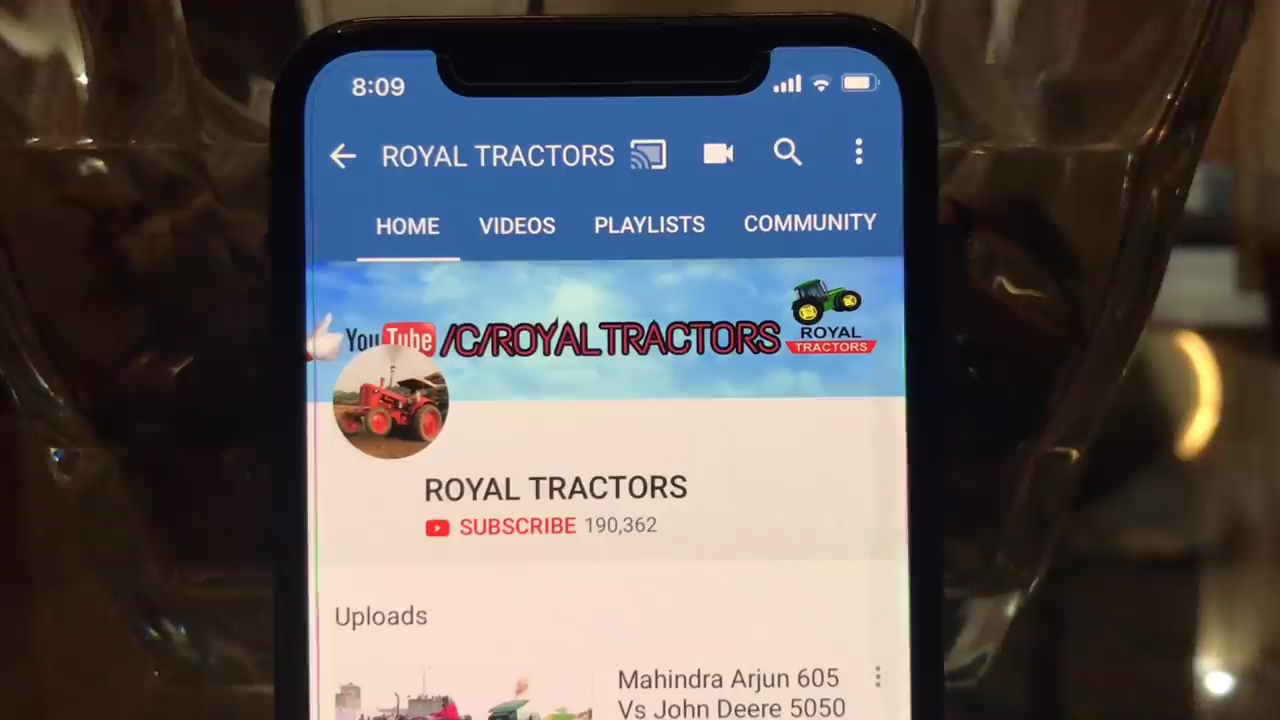 8:09
ROYAL TRACTORS
HOME VIDEOS PLAYLISTS COMMUNITY
YouTube /C/ROYALTRACTORS
ROYAL
TRACTORS
ROYAL TRACTORS
SUBSCRIBE 190,362
Uploads
Mahindra Arjun 605
Vs John Deere 5050